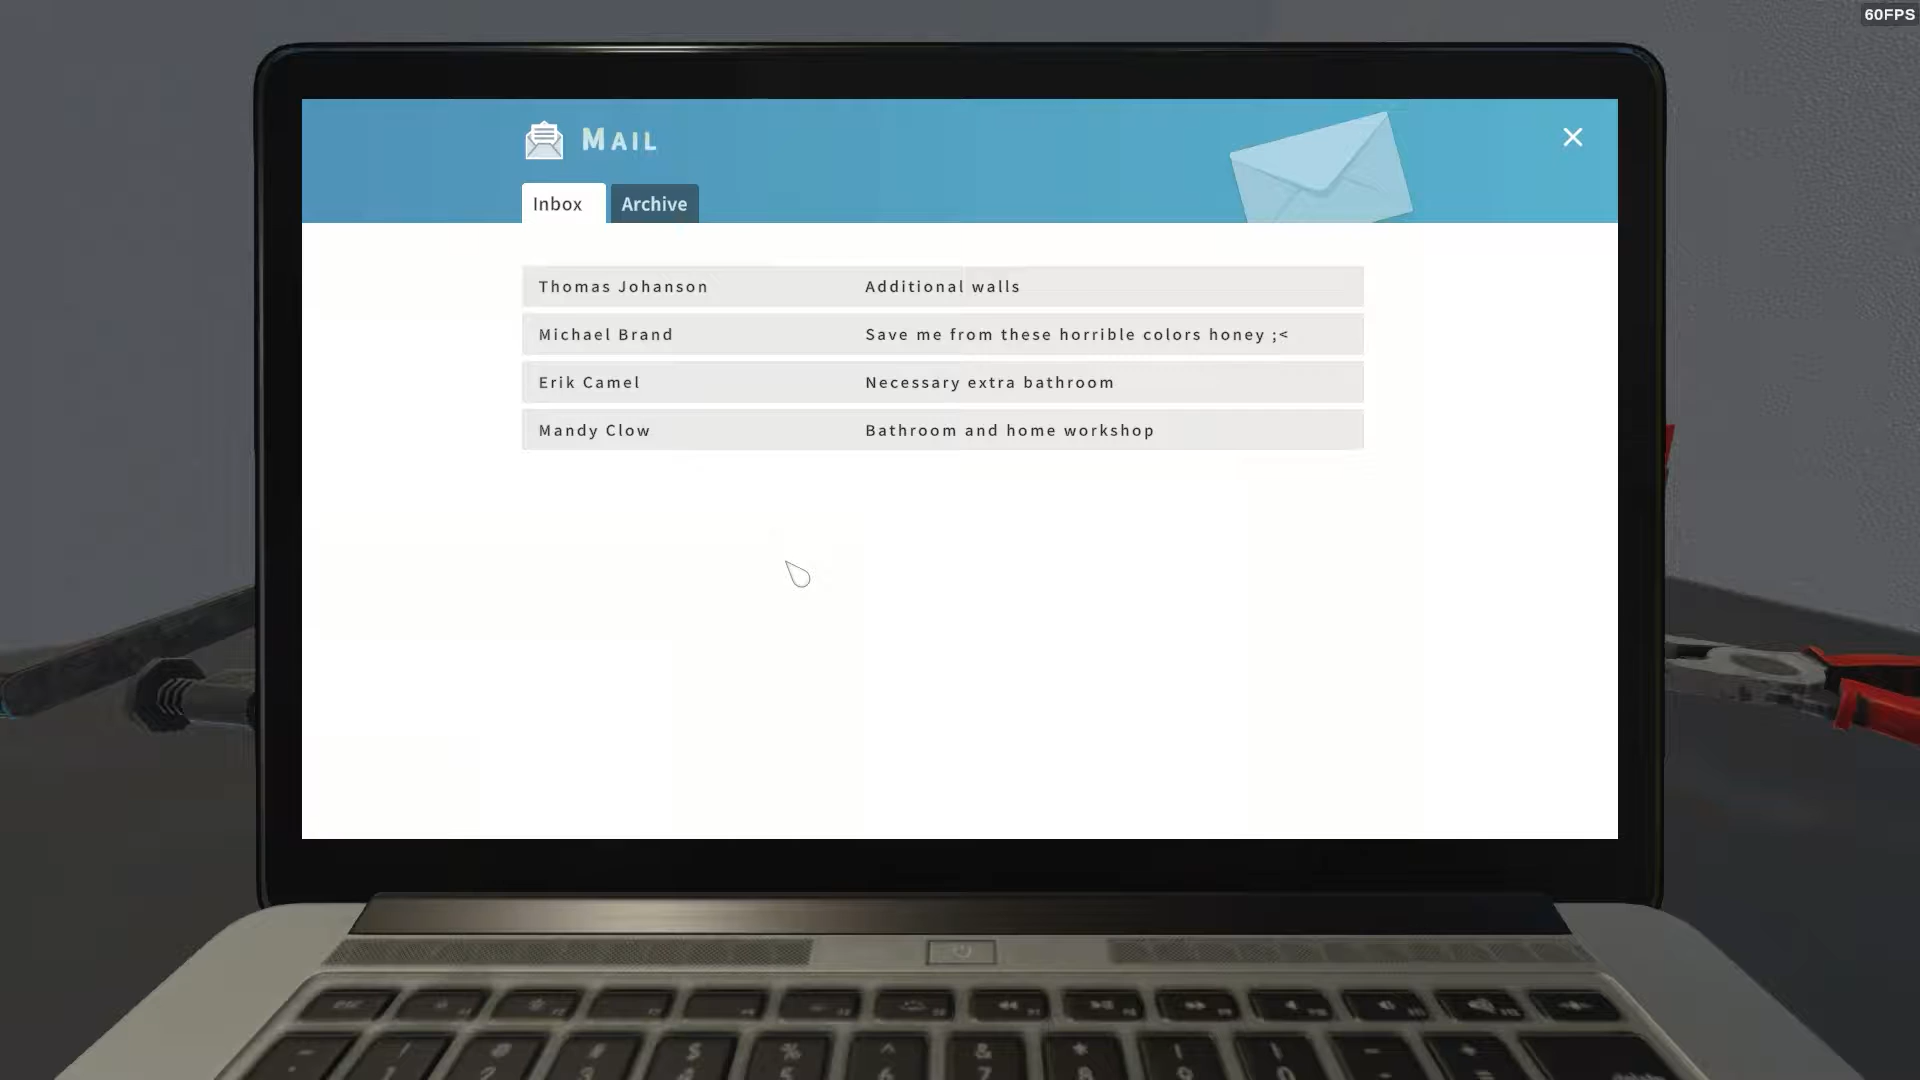 60FPS
MAIL
Inbox Archive
Thomas Johanson Additional walls
Michael Brand Save me from these horrible colors honey ;<
Erik Camel Necessary extra bathroom
Mandy Clow Bathroom and home workshop